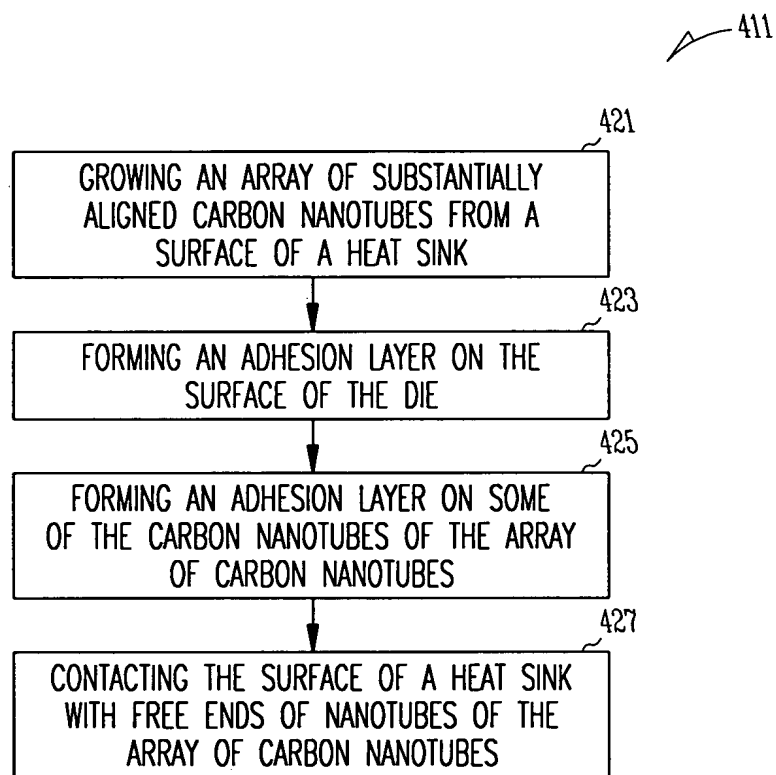 411
421
GROWING AN ARRAY OF SUBSTANTIALLY
ALIGNED CARBON NANOTUBES FROM A
SURFACE OF A HEAT SINK
423
FORMING AN ADHESION LAYER ON THE
SURFACE OF THE DIE
425
FORMING AN ADHESION LAYER ON SOME
OF THE CARBON NANOTUBES OF THE ARRAY
OF CARBON NANOTUBES
427
CONTACTING THE SURFACE OF A HEAT SINK
WITH FREE ENDS OF NANOTUBES OF THE
ARRAY OF CARBON NANOTUBES